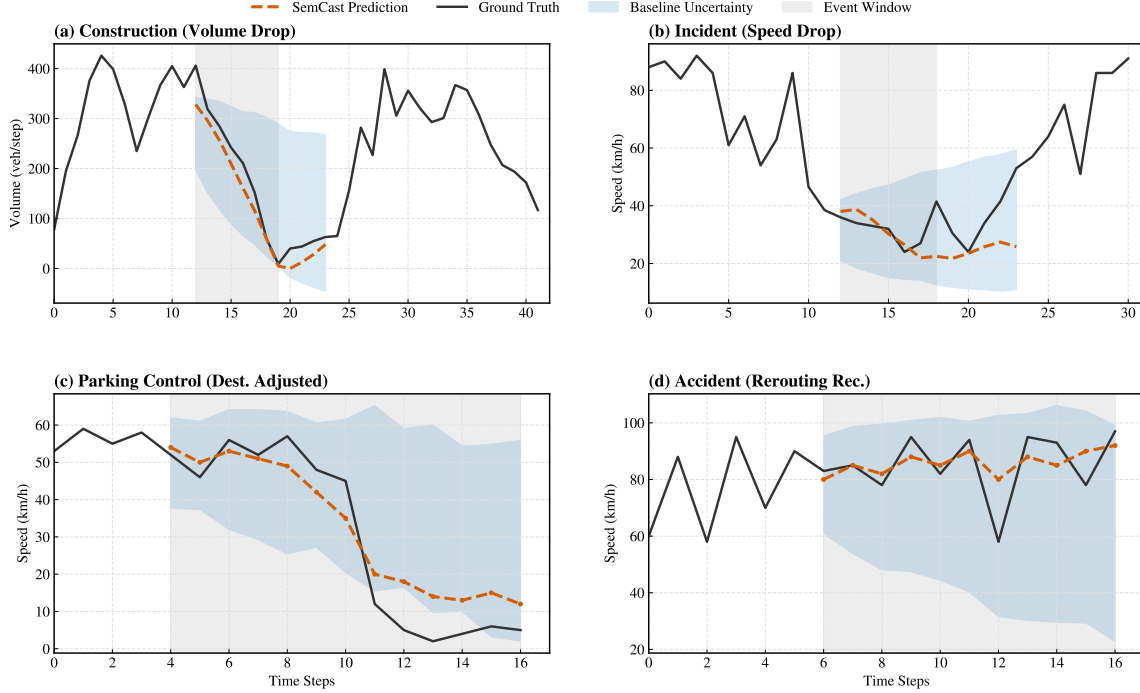 SemCast Prediction Ground Truth Baseline Uncertainty Event Window
(a) Construction (Volume Drop)
Volume (veh/step)
400
300
200
100
0
0 5 10 15 20 25 30 35 40
(b) Incident (Speed Drop)
Speed (km/h)
80
60
40
20
0 5 10 15 20 25 30
(c) Parking Control (Dest. Adjusted)
Speed (km/h)
60
50
40
30
20
10
0
0 2 4 6 8 10 12 14 16
Time Steps
(d) Accident (Rerouting Rec.)
Speed (km/h)
100
80
60
40
20
0 2 4 6 8 10 12 14 16
Time Steps